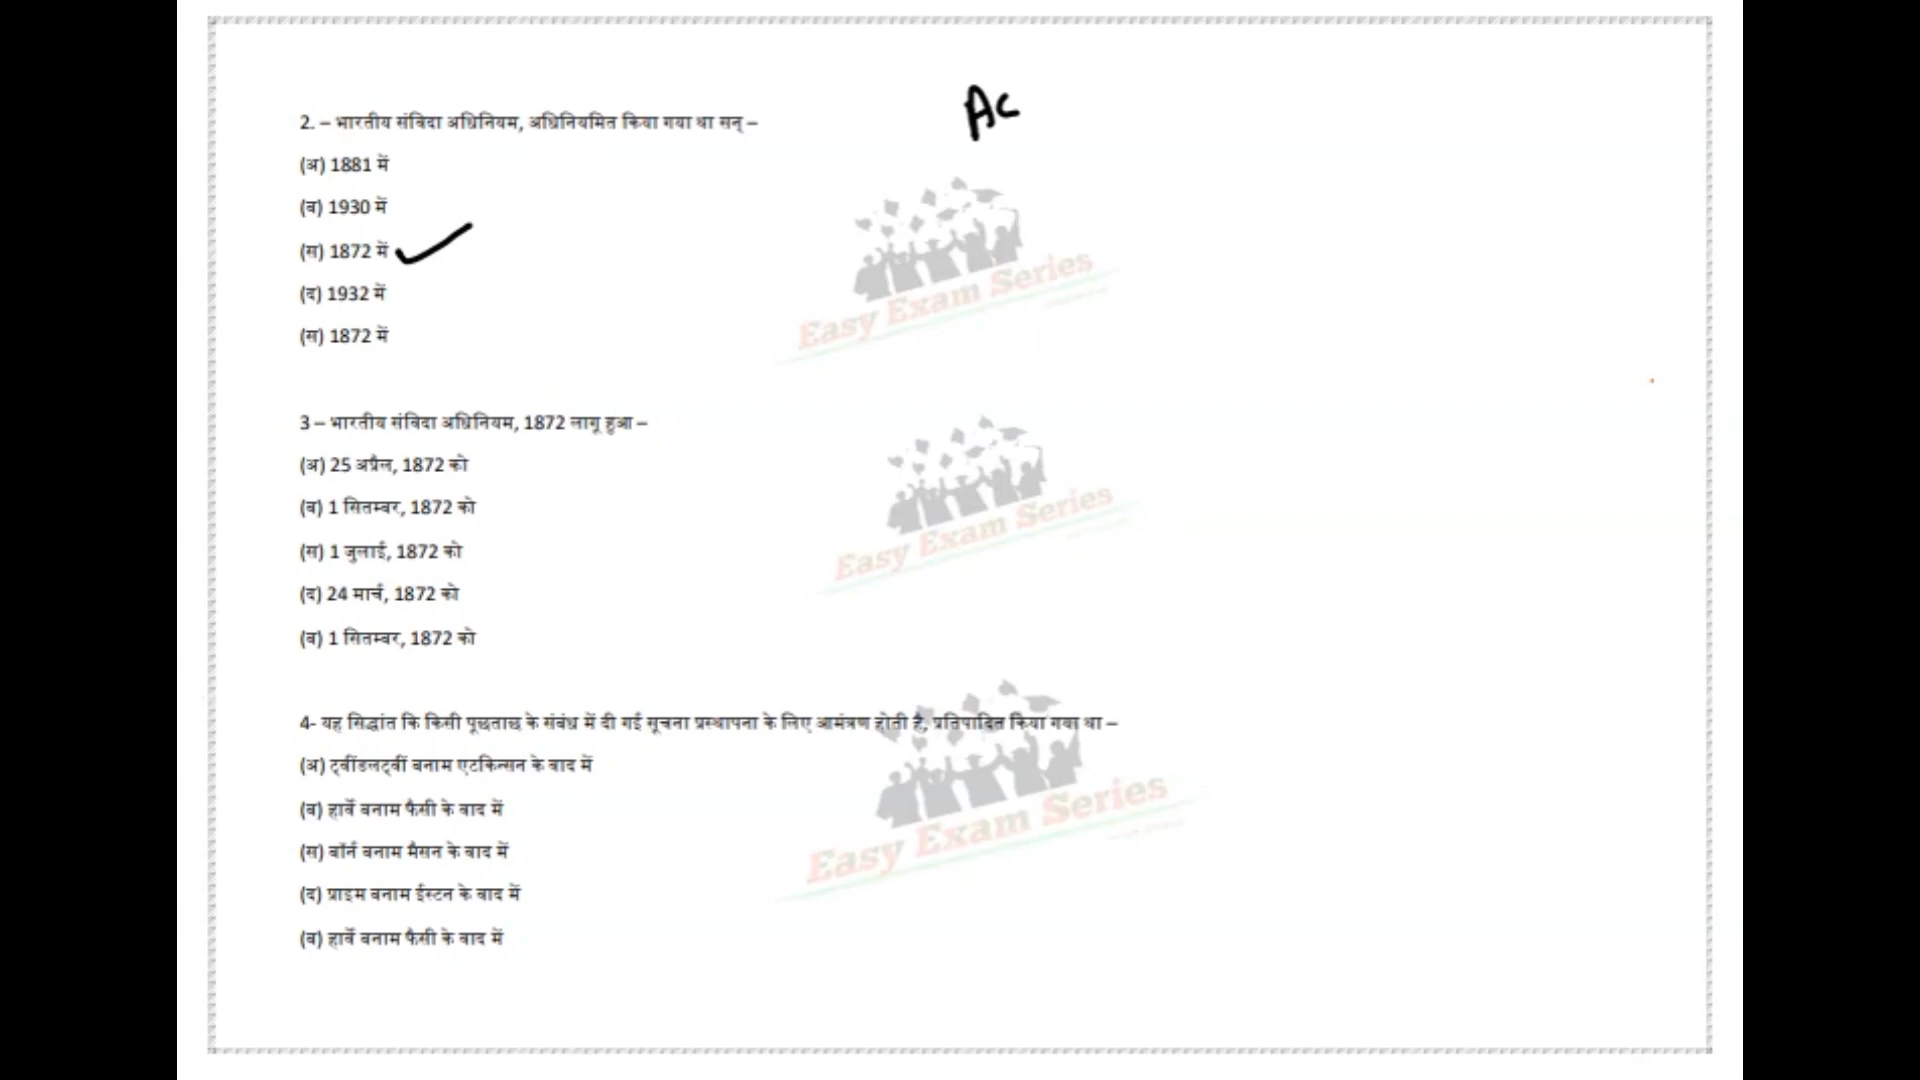 Ac
2. – भारतीय संविदा अधिनियम, अधिनियमित किया गया था सन् –
(अ) 1881 में
(ब) 1930 में
(स) 1872 में
(द) 1932 में
(स) 1872 में
Easy Exam Series
3 – भारतीय संविदा अधिनियम, 1872 लागू हुआ –
(अ) 25 अप्रैल, 1872 को
(ब) 1 सितम्बर, 1872 को
(स) 1 जुलाई, 1872 को
(द) 24 मार्च, 1872 को
(ब) 1 सितम्बर, 1872 को
Easy Exam Series
4- यह सिद्धांत कि किसी पूछताछ के संबंध में दी गई सूचना प्रस्थापना के लिए आमंत्रण होती है, प्रतिपादित किया गया था –
(अ) ट्वींडलट्वीं बनाम एटकिन्सन के वाद में
(ब) हार्वे बनाम फैसी के वाद में
(स) बॉर्न बनाम मैसन के वाद में
(द) प्राइम बनाम ईस्टन के वाद में
(ब) हार्वे बनाम फैसी के वाद में
Easy Exam Series